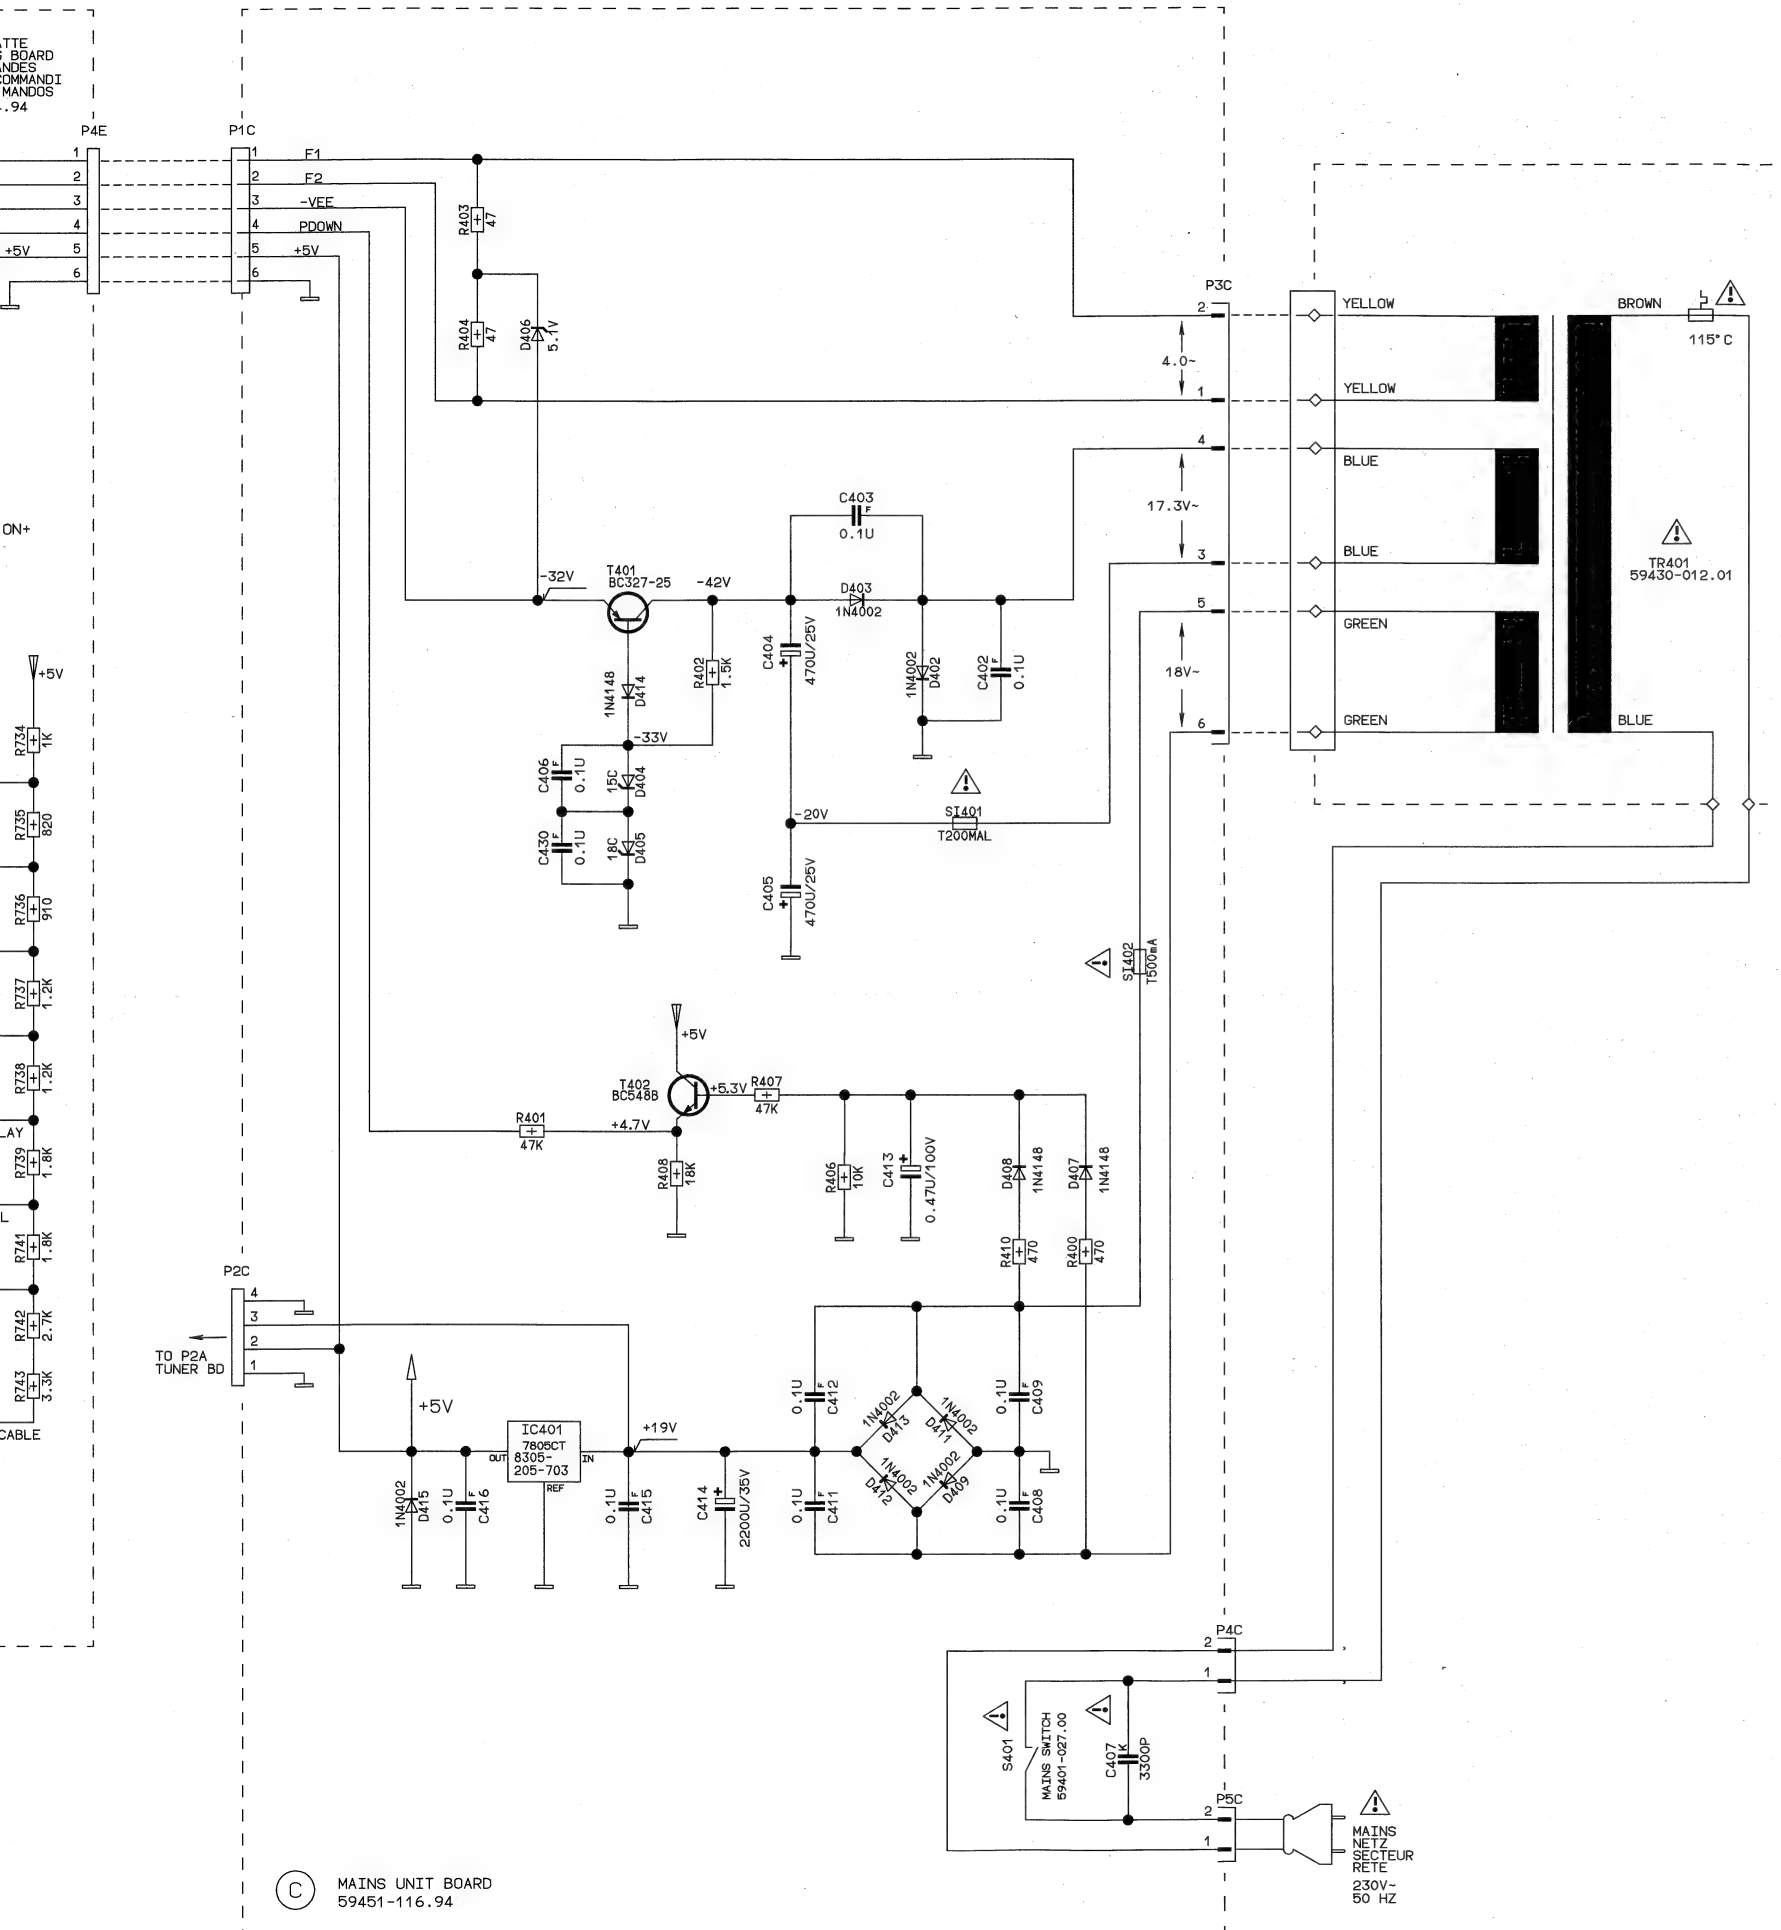 ATTE
G BOARD
ANDES
COMMANDI
MANDOS
.94
P4E
P1C
1
2
3
4
+5V
5
6
1
F1
2
F2
3
-VEE
4
PDOWN
5
+5V
6
R403
47
R404
47
D406
5.1V
P3C
2
4.0~
1
4
17.3V~
3
5
18V~
6
YELLOW
YELLOW
BLUE
BLUE
GREEN
GREEN
BROWN
115°C
TR401
59430-012.01
BLUE
ON+
C403
F
0.1U
D403
1N4002
-32V
T401
BC327-25
-42V
C404
470U/25V
R402
1.5K
1N4148
D414
-33V
C406
F
0.1U
15C
D404
C430
F
0.1U
18C
D405
1N4002
D402
C402
F
0.1U
-20V
SI401
T200MAL
C405
470U/25V
SI402
T500mA
+5V
R734
1K
R735
820
R736
910
R737
1.2K
R738
1.2K
LAY
R739
1.8K
L
R741
1.8K
R742
2.7K
R743
3.3K
CABLE
+5V
T402
BC548B
+5.3V
R407
47K
R401
47K
+4.7V
R408
18K
R406
10K
C413
0.47U/100V
D408
1N4148
D407
1N4148
R410
470
R400
470
P2C
4
3
2
1
TO P2A
TUNER BD
+5V
IC401
7805CT
8305-
205-703
OUT
IN
REF
+19V
1N4002
D415
0.1U
F
C416
0.1U
F
C415
C414
2200U/35V
0.1U
F
C412
0.1U
F
C411
1N4002
D413
1N4002
D411
1N4002
D412
1N4002
D409
0.1U
F
C409
0.1U
F
C408
P4C
2
1
S401
MAINS SWITCH
59401-027.00
C407
K
3300P
P5C
2
1
MAINS
NETZ
SECTEUR
RETE
230V~
50 HZ
C
MAINS UNIT BOARD
59451-116.94